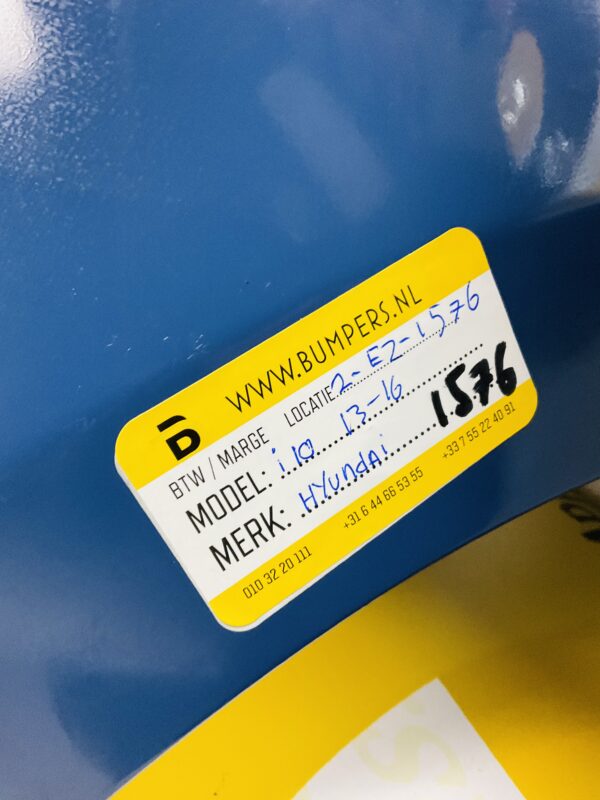 WWW.BUMPERS.NL
BTW / MARGE LOCATIE: 2-E2-1576
MODEL: i10 13-16
MERK: HYundAi 1576
010 32 20 111 +31 6 44 66 53 55 +33 7 55 22 40 91